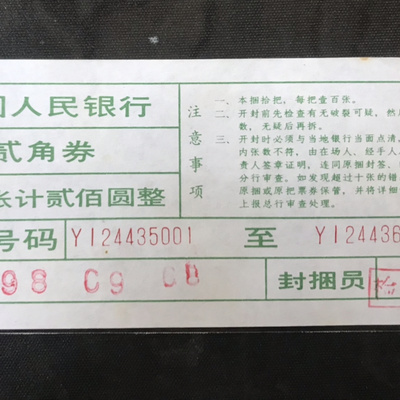 国人民银行
贰角券
张计贰佰圆整
注意事项
一、本捆拾把,每把壹百张。
二、开封前先检查有无破裂可疑,然
数,无疑后再拆。
三、开封时必须与当地银行当面点清,
内张数不符,由在场人、经手人、
责人签章证明,连同原捆封签、
分行审查。如发现超过十张的错
原捆或原把票券保管,并将详细
上报总行审查处理。
号码 YI24435001 至 YI24436
98 09 08 封捆员